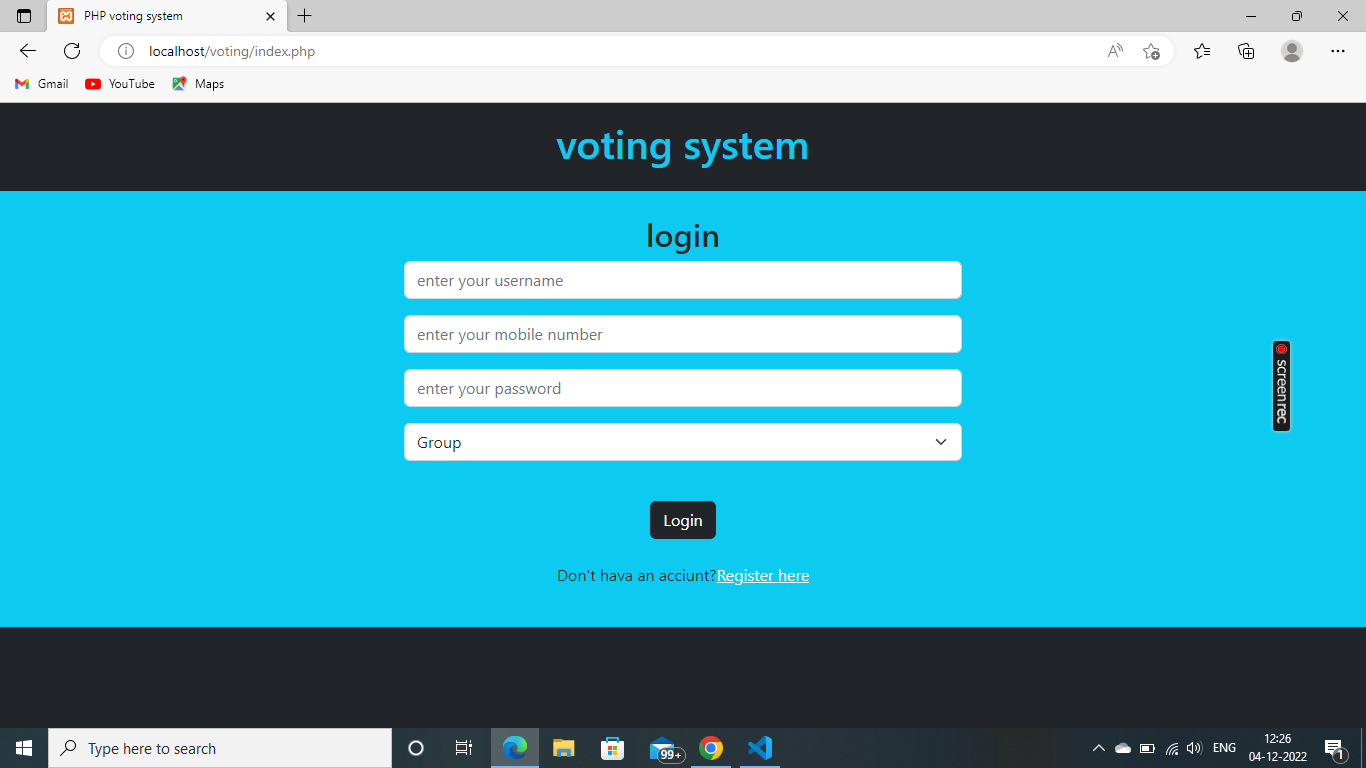 PHP voting system
localhost/voting/index.php
Gmail YouTube Maps
voting system
login
enter your username
enter your mobile number
enter your password
Group
screenrec
Login
Don't hava an acciunt?Register here
Type here to search
99+
ENG
12:26
04-12-2022
1